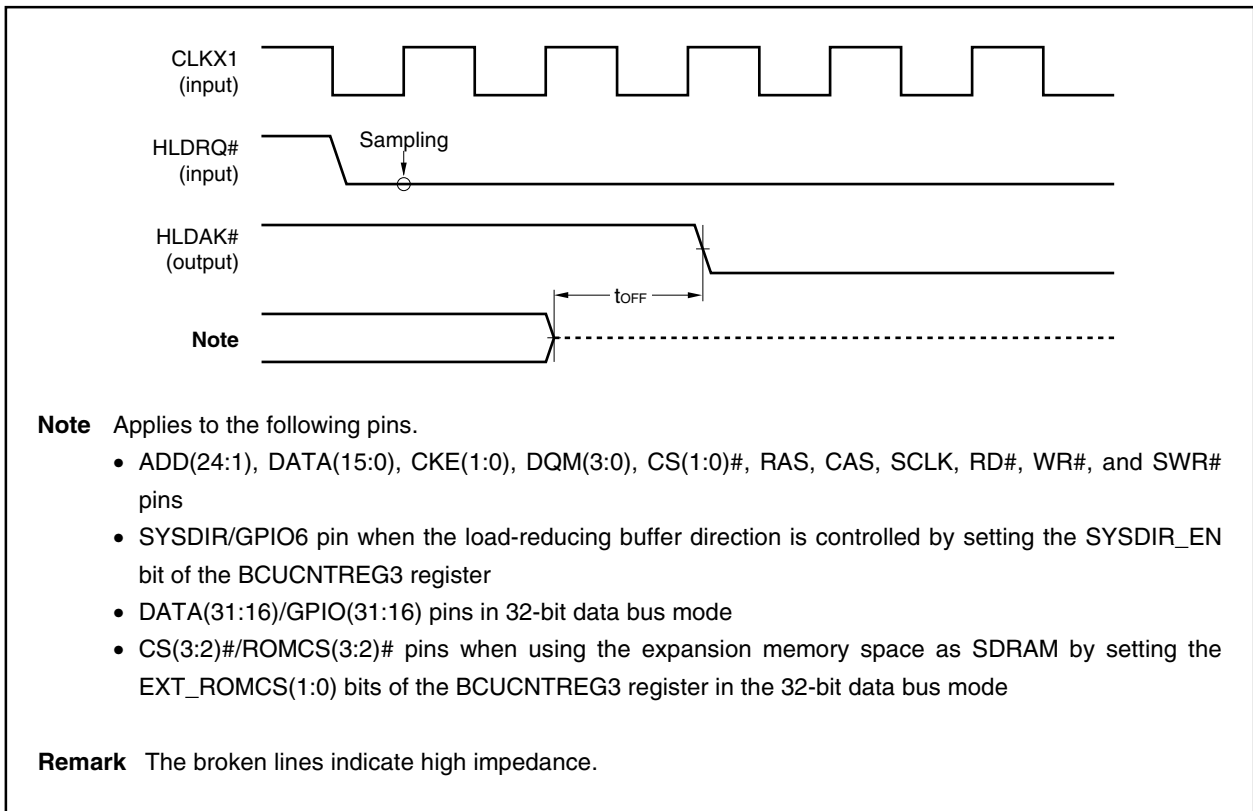 CLKX1
(input)
HLDRQ#
(input)
Sampling
HLDAK#
(output)
tOFF
Note
Note Applies to the following pins.
• ADD(24:1), DATA(15:0), CKE(1:0), DQM(3:0), CS(1:0)#, RAS, CAS, SCLK, RD#, WR#, and SWR#
pins
• SYSDIR/GPIO6 pin when the load-reducing buffer direction is controlled by setting the SYSDIR_EN
bit of the BCUCNTREG3 register
• DATA(31:16)/GPIO(31:16) pins in 32-bit data bus mode
• CS(3:2)#/ROMCS(3:2)# pins when using the expansion memory space as SDRAM by setting the
EXT_ROMCS(1:0) bits of the BCUCNTREG3 register in the 32-bit data bus mode
Remark The broken lines indicate high impedance.